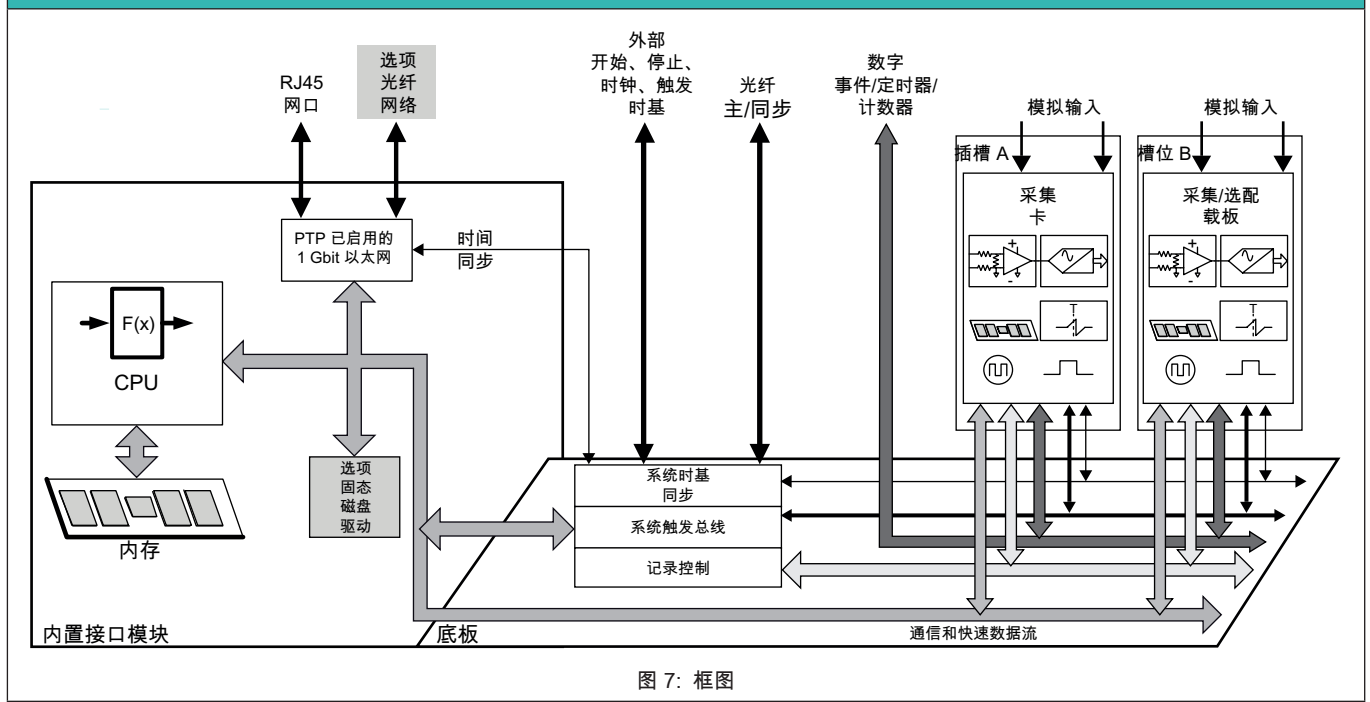 RJ45
网口
选项
光纤
网络
外部
开始、停止、
时钟、触发
时基
光纤
主/同步
数字
事件/定时器/
计数器
模拟输入
模拟输入
插槽 A
槽位 B
采集
卡
采集/选配
载板
PTP 已启用的
1 Gbit 以太网
时间
同步
F(x)
CPU
内存
选项
固态
磁盘
驱动
系统时基
同步
系统触发总线
记录控制
内置接口模块
底板
通信和快速数据流
图 7: 框图